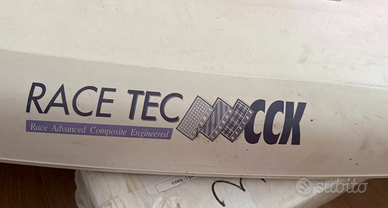 RACE TEC CCX
Race Advanced Composite Engineered
subito